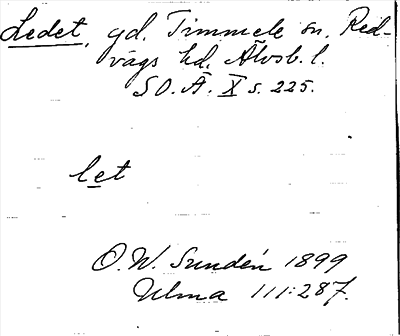 Ledet, gd. Timmele sn, Red-
vägs hd, Älvsb. l.
SO.Ä. X s. 225.
let
O.W. Sundén 1899
Ulma 111:287.